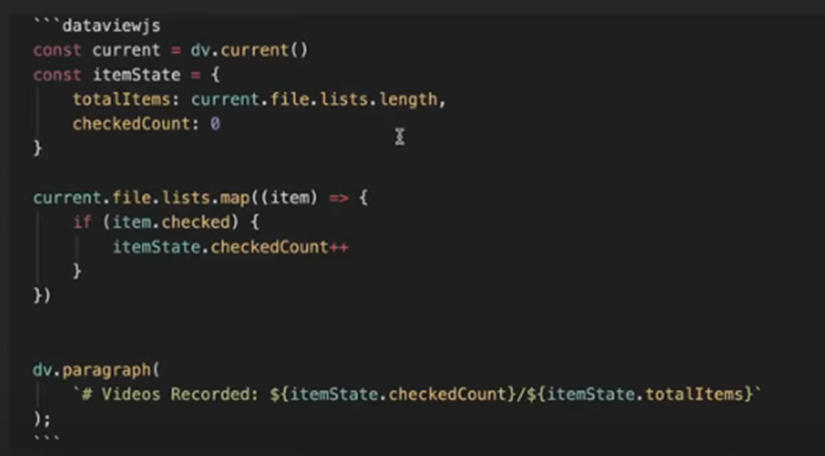 ```dataviewjs
const current = dv.current()
const itemState = {
    totalItems: current.file.lists.length,
    checkedCount: 0
}

current.file.lists.map((item) => {
    if (item.checked) {
        itemState.checkedCount++
    }
})


dv.paragraph(
    `# Videos Recorded: ${itemState.checkedCount}/${itemState.totalItems}`
);
```